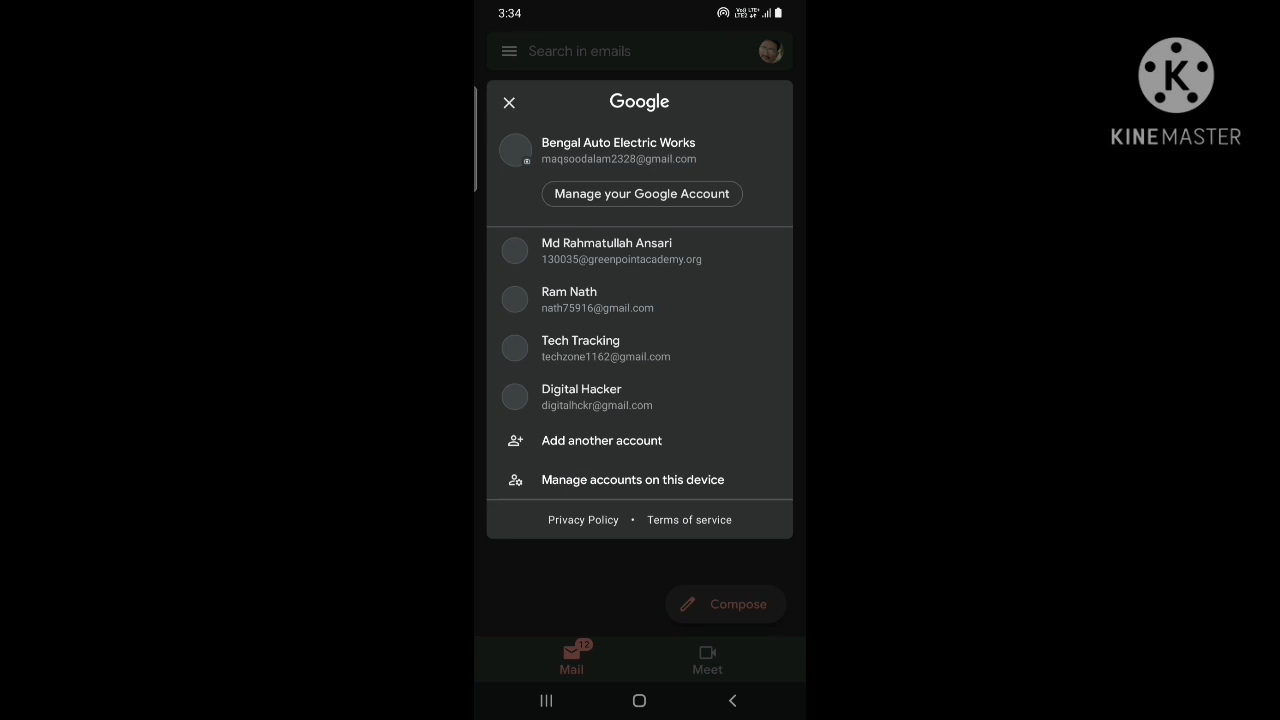 3:34
Search in emails
Google
Bengal Auto Electric Works
maqsoodalam2328@gmail.com
Manage your Google Account
Md Rahmatullah Ansari
130035@greenpointacademy.org
Ram Nath
nath75916@gmail.com
Tech Tracking
techzone1162@gmail.com
Digital Hacker
digitalhckr@gmail.com
Add another account
Manage accounts on this device
Privacy Policy • Terms of service
Compose
12
Mail
Meet
K
KINEMASTER